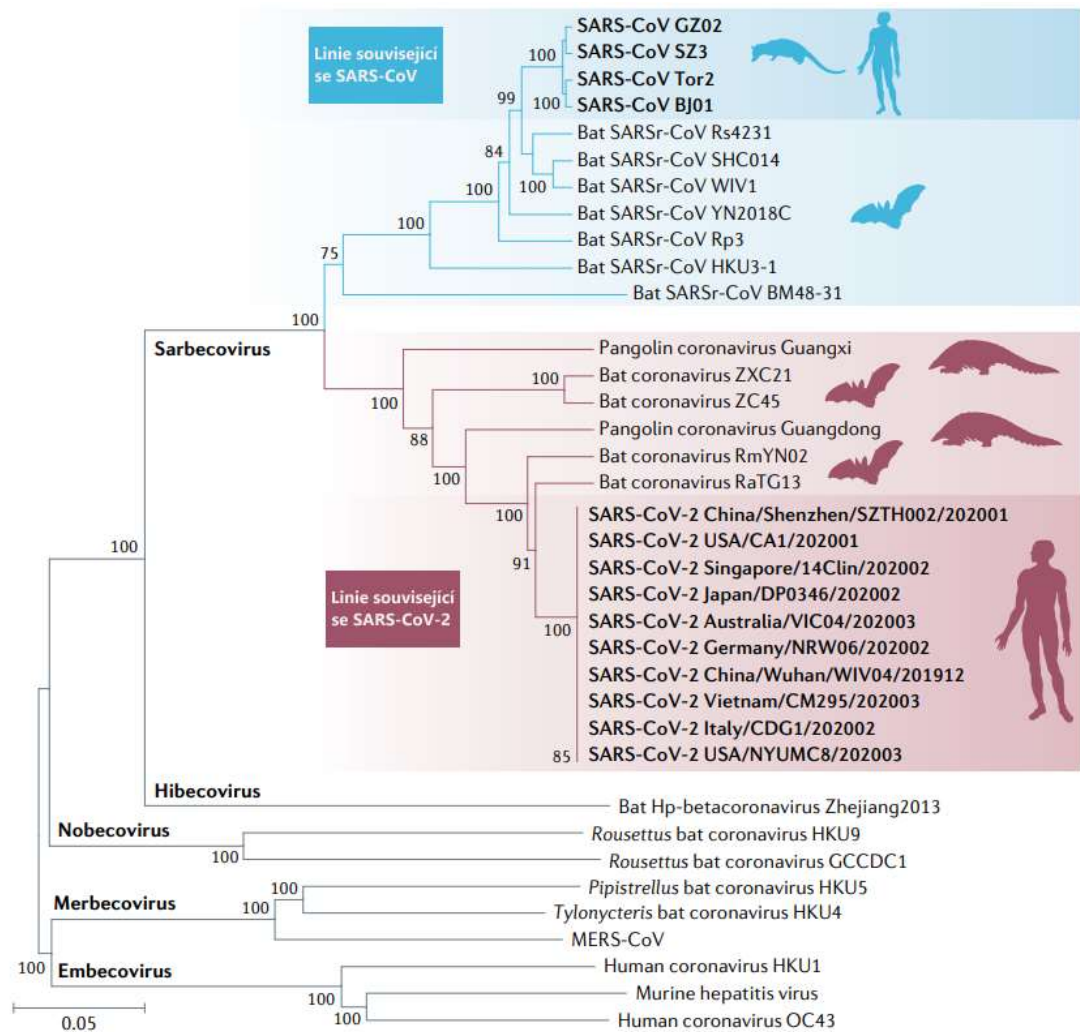 Linie související
se SARS-CoV
SARS-CoV GZ02
SARS-CoV SZ3
SARS-CoV Tor2
SARS-CoV BJ01
100
100
99
Bat SARSr-CoV Rs4231
Bat SARSr-CoV SHC014
Bat SARSr-CoV WIV1
84
100
100
Bat SARSr-CoV YN2018C
Bat SARSr-CoV Rp3
100
Bat SARSr-CoV HKU3-1
75
Bat SARSr-CoV BM48-31
100
Sarbecovirus
Pangolin coronavirus Guangxi
Bat coronavirus ZXC21
100
Bat coronavirus ZC45
100
Pangolin coronavirus Guangdong
88
Bat coronavirus RmYN02
100
Bat coronavirus RaTG13
100
SARS-CoV-2 China/Shenzhen/SZTH002/202001
SARS-CoV-2 USA/CA1/202001
100
91
SARS-CoV-2 Singapore/14Clin/202002
Linie související
se SARS-CoV-2
SARS-CoV-2 Japan/DP0346/202002
SARS-CoV-2 Australia/VIC04/202003
100
SARS-CoV-2 Germany/NRW06/202002
SARS-CoV-2 China/Wuhan/WIV04/201912
SARS-CoV-2 Vietnam/CM295/202003
SARS-CoV-2 Italy/CDG1/202002
85
SARS-CoV-2 USA/NYUMC8/202003
Hibecovirus
Bat Hp-betacoronavirus Zhejiang2013
Nobecovirus
Rousettus bat coronavirus HKU9
100
Rousettus bat coronavirus GCCDC1
Merbecovirus
100
Pipistrellus bat coronavirus HKU5
100
Tylonycteris bat coronavirus HKU4
MERS-CoV
100
Embecovirus
Human coronavirus HKU1
100
Murine hepatitis virus
100
Human coronavirus OC43
0.05